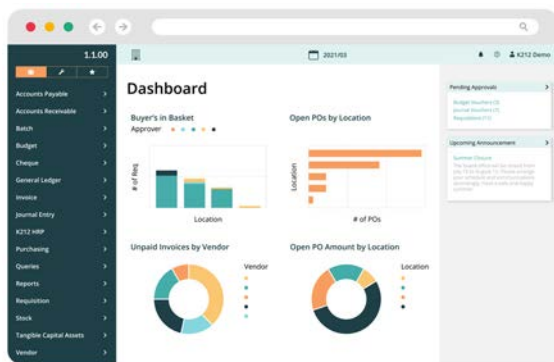 1.1.00
2021/03
K212 Demo
Accounts Payable
Accounts Receivable
Batch
Budget
Cheque
General Ledger
Invoice
Journal Entry
K212 HRP
Purchasing
Queries
Reports
Requisition
Stock
Tangible Capital Assets
Vendor
Dashboard
Buyer's in Basket
Approver
# of Req
Location
Open POs by Location
Location
# of POs
Unpaid Invoices by Vendor
Vendor
Open PO Amount by Location
Location
Pending Approvals
Budget Vouchers (3)
Journal Vouchers (7)
Requisitions (11)
Upcoming Announcement
Summer Closure